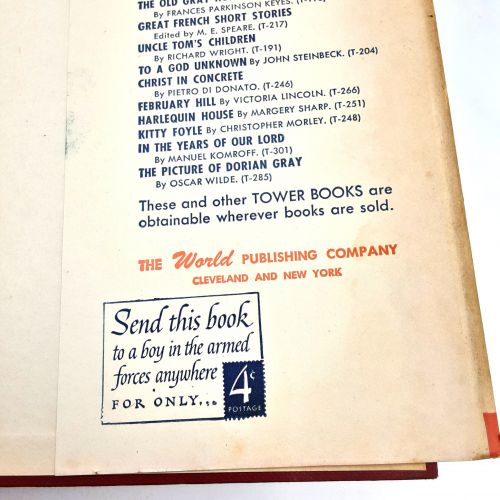 THE OLD GRAY
By FRANCES PARKINSON KEYES.
GREAT FRENCH SHORT STORIES
Edited by M. E. SPEARE. (T-217)
UNCLE TOM'S CHILDREN
By RICHARD WRIGHT. (T-191)
TO A GOD UNKNOWN By JOHN STEINBECK. (T-204)
CHRIST IN CONCRETE
By PIETRO DI DONATO. (T-246)
FEBRUARY HILL By VICTORIA LINCOLN. (T-266)
HARLEQUIN HOUSE By MARGERY SHARP. (T-251)
KITTY FOYLE By CHRISTOPHER MORLEY. (T-248)
IN THE YEARS OF OUR LORD
By MANUEL KOMROFF. (T-301)
THE PICTURE OF DORIAN GRAY
By OSCAR WILDE. (T-285)
These and other TOWER BOOKS are
obtainable wherever books are sold.
THE World PUBLISHING COMPANY
CLEVELAND AND NEW YORK
Send this book
to a boy in the armed
forces anywhere
FOR ONLY...
4¢
POSTAGE